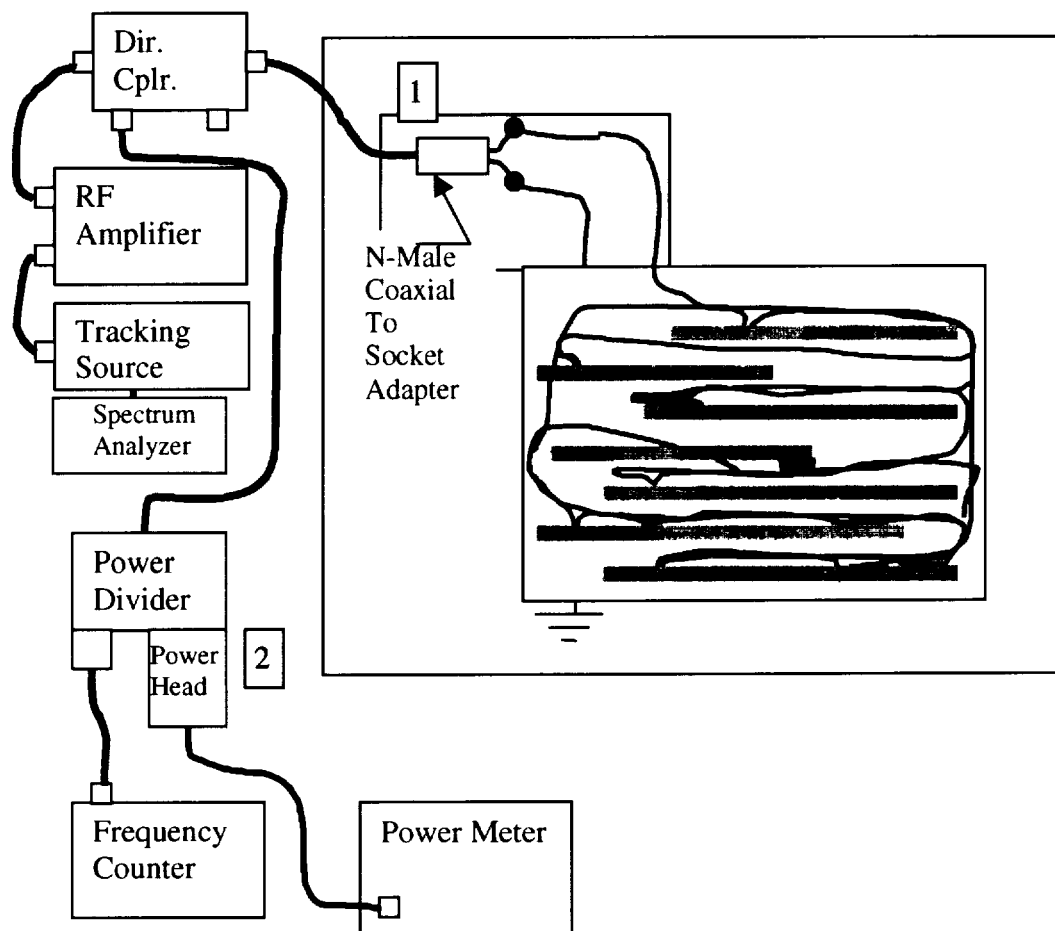 Dir.
Cplr.
1
RF
Amplifier
N-Male
Coaxial
To
Socket
Adapter
Tracking
Source
Spectrum
Analyzer
Power
Divider
Power
Head
2
Frequency
Counter
Power Meter